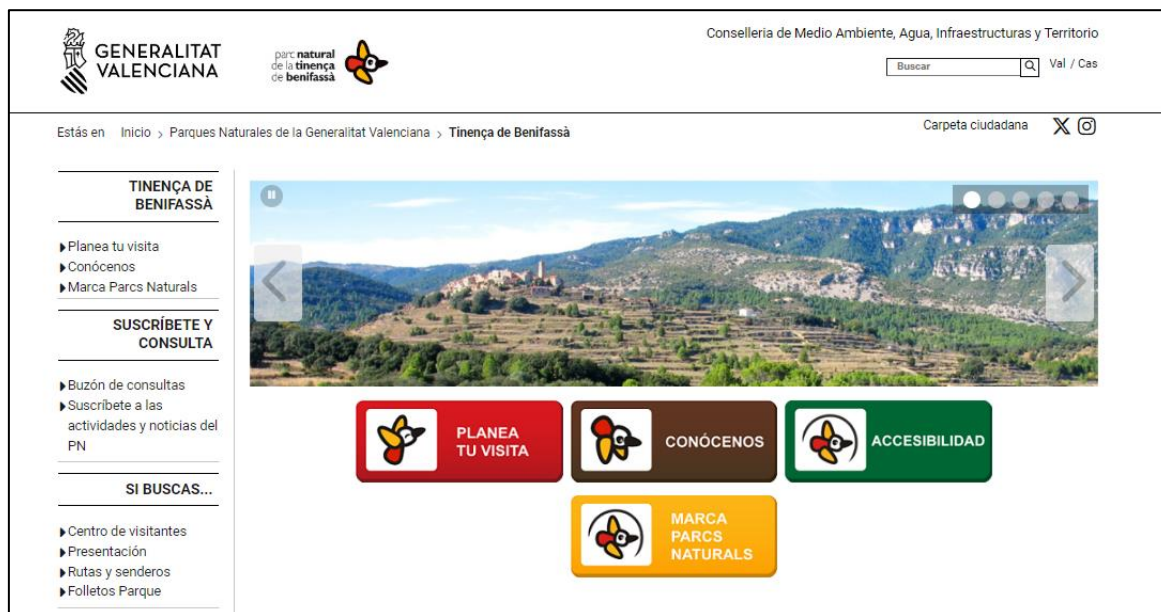 GENERALITAT
VALENCIANA
parc natural
de la tinença
de benifassà
Conselleria de Medio Ambiente, Agua, Infraestructuras y Territorio
Buscar
Val / Cas
Estás en Inicio > Parques Naturales de la Generalitat Valenciana > Tinença de Benifassà
Carpeta ciudadana
TINENÇA DE
BENIFASSÀ
Planea tu visita
Conócenos
Marca Parcs Naturals
SUSCRÍBETE Y
CONSULTA
Buzón de consultas
Suscríbete a las
actividades y noticias del
PN
SI BUSCAS...
Centro de visitantes
Presentación
Rutas y senderos
Folletos Parque
PLANEA
TU VISITA
CONÓCENOS
ACCESIBILIDAD
MARCA
PARCS
NATURALS